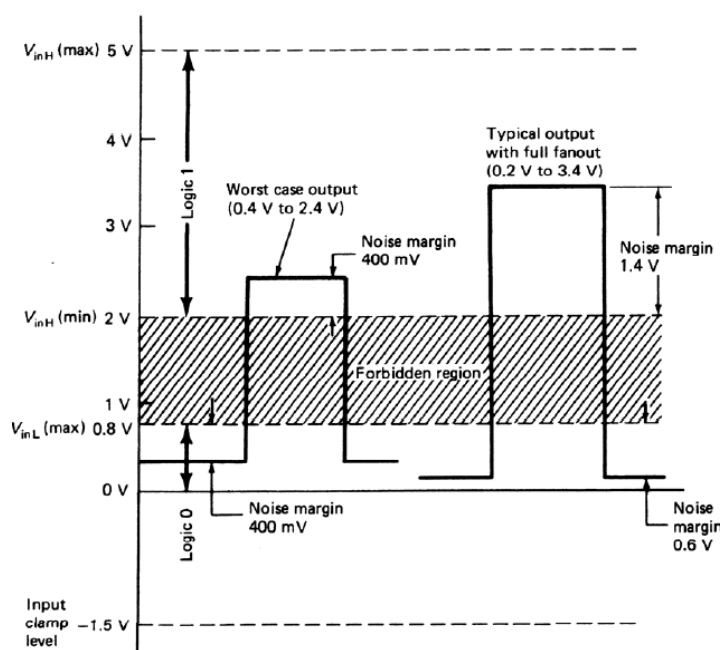 V_inH (max) 5 V
4 V
Typical output
with full fanout
(0.2 V to 3.4 V)
Logic 1
Worst case output
(0.4 V to 2.4 V)
3 V
Noise margin
400 mV
Noise margin
1.4 V
V_inH (min) 2 V
Forbidden region
1 V
V_inL (max) 0.8 V
0 V
Noise margin
400 mV
Logic 0
Noise
margin
0.6 V
Input
clamp
level
−1.5 V